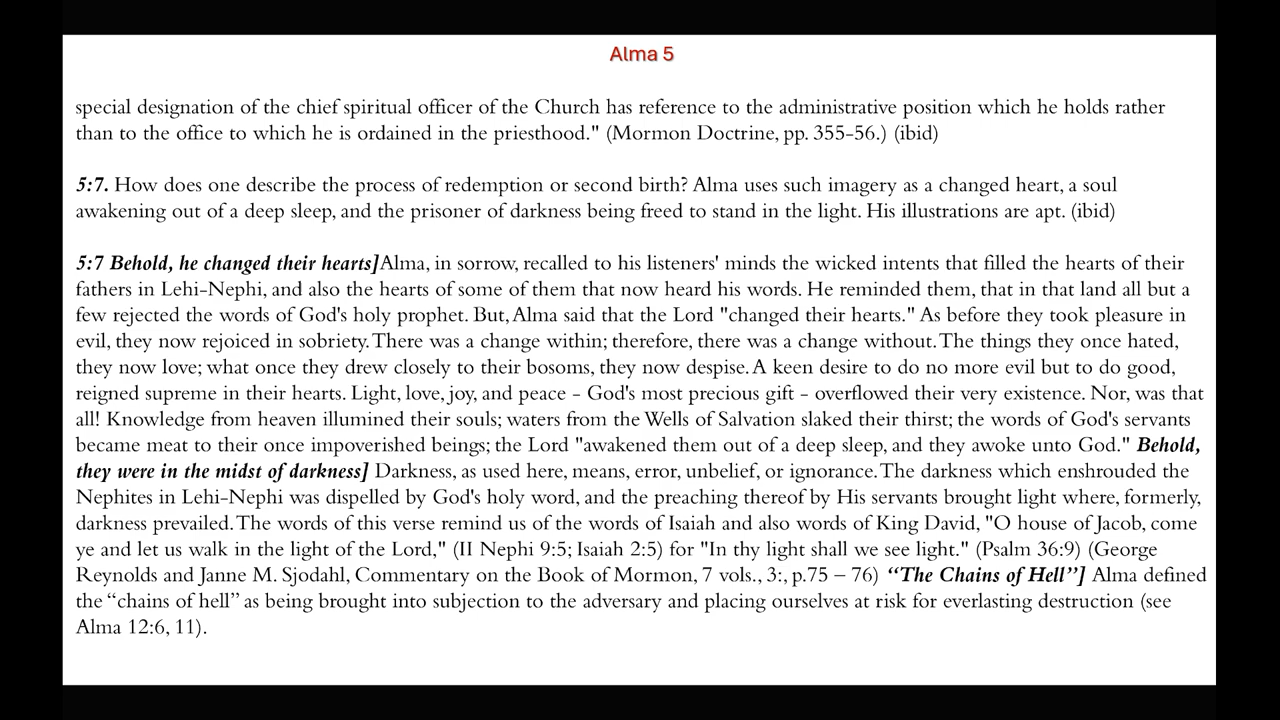 Alma 5
special designation of the chief spiritual officer of the Church has reference to the administrative position which he holds rather
than to the office to which he is ordained in the priesthood." (Mormon Doctrine, pp. 355-56.) (ibid)
5:7. How does one describe the process of redemption or second birth? Alma uses such imagery as a changed heart, a soul
awakening out of a deep sleep, and the prisoner of darkness being freed to stand in the light. His illustrations are apt. (ibid)
5:7 Behold, he changed their hearts]Alma, in sorrow, recalled to his listeners' minds the wicked intents that filled the hearts of their
fathers in Lehi-Nephi, and also the hearts of some of them that now heard his words. He reminded them, that in that land all but a
few rejected the words of God's holy prophet. But, Alma said that the Lord "changed their hearts." As before they took pleasure in
evil, they now rejoiced in sobriety. There was a change within; therefore, there was a change without. The things they once hated,
they now love; what once they drew closely to their bosoms, they now despise. A keen desire to do no more evil but to do good,
reigned supreme in their hearts. Light, love, joy, and peace - God's most precious gift - overflowed their very existence. Nor, was that
all! Knowledge from heaven illumined their souls; waters from the Wells of Salvation slaked their thirst; the words of God's servants
became meat to their once impoverished beings; the Lord "awakened them out of a deep sleep, and they awoke unto God." Behold,
they were in the midst of darkness] Darkness, as used here, means, error, unbelief, or ignorance. The darkness which enshrouded the
Nephites in Lehi-Nephi was dispelled by God's holy word, and the preaching thereof by His servants brought light where, formerly,
darkness prevailed. The words of this verse remind us of the words of Isaiah and also words of King David, "O house of Jacob, come
ye and let us walk in the light of the Lord," (II Nephi 9:5; Isaiah 2:5) for "In thy light shall we see light." (Psalm 36:9) (George
Reynolds and Janne M. Sjodahl, Commentary on the Book of Mormon, 7 vols., 3:, p.75 – 76) “The Chains of Hell”] Alma defined
the “chains of hell” as being brought into subjection to the adversary and placing ourselves at risk for everlasting destruction (see
Alma 12:6, 11).